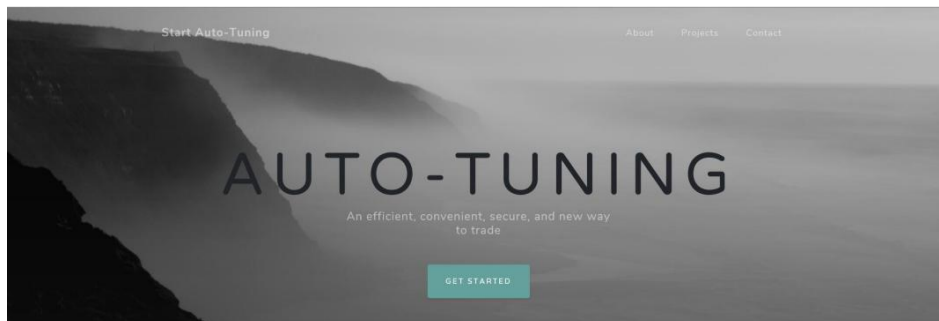 Start Auto-Tuning
About
Projects
Contact
AUTO-TUNING
An efficient, convenient, secure, and new way
to trade
GET STARTED